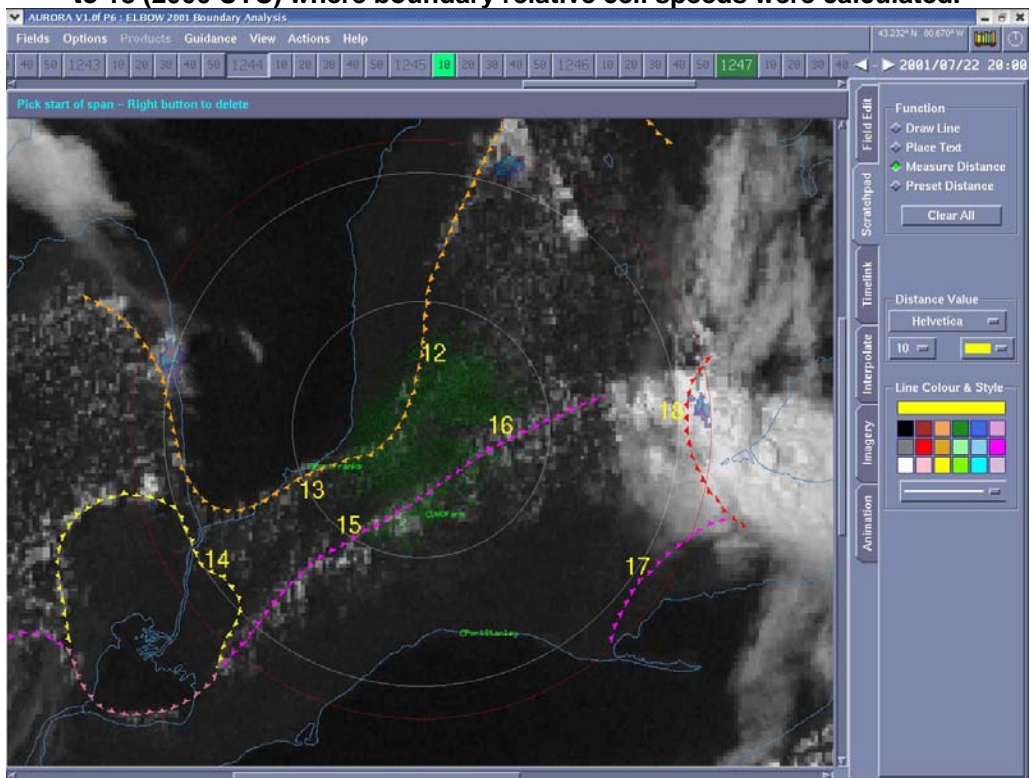 to 18 (2000 UTC) where boundary relative cell speeds were calculated.
AURORA V1.0f P6 : ELBOW 2001 Boundary Analysis
Fields Options Products Guidance View Actions Help
43.232° N 80.670° W
40 50 1243 10 20 30 40 50 1244 10 20 30 40 50 1245 10 20 30 40 50 1246 10 20 30 40 50 1247 10 20 30 40
2001/07/22 20:00
Pick start of span – Right button to delete
Field Edit
Scratchpad
Timelink
Interpolate
Imagery
Animation
Function
Draw Line
Place Text
Measure Distance
Preset Distance
Clear All
Distance Value
Helvetica
10
Line Colour & Style
12
18
16
13
15
14
17
PortStanley